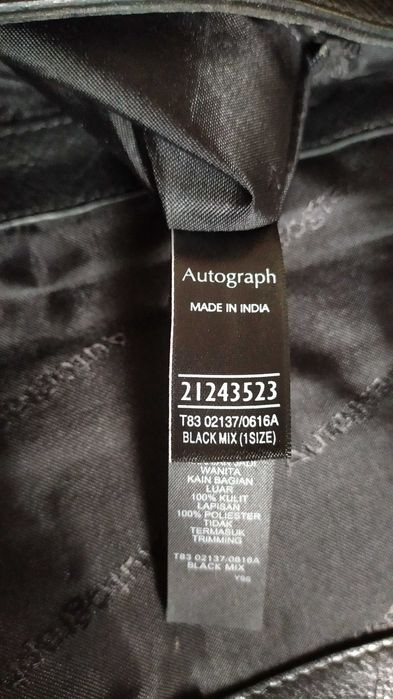 Autograph
MADE IN INDIA
21243523
T83 02137/0616A
BLACK MIX (1SIZE)
WANITA
KAIN BAGIAN
LUAR
100% KULIT
LAPISAN
100% POLIESTER
TIDAK
TERMASUK
TRIMMING
T83 02137/0616A
BLACK MIX
Autograph